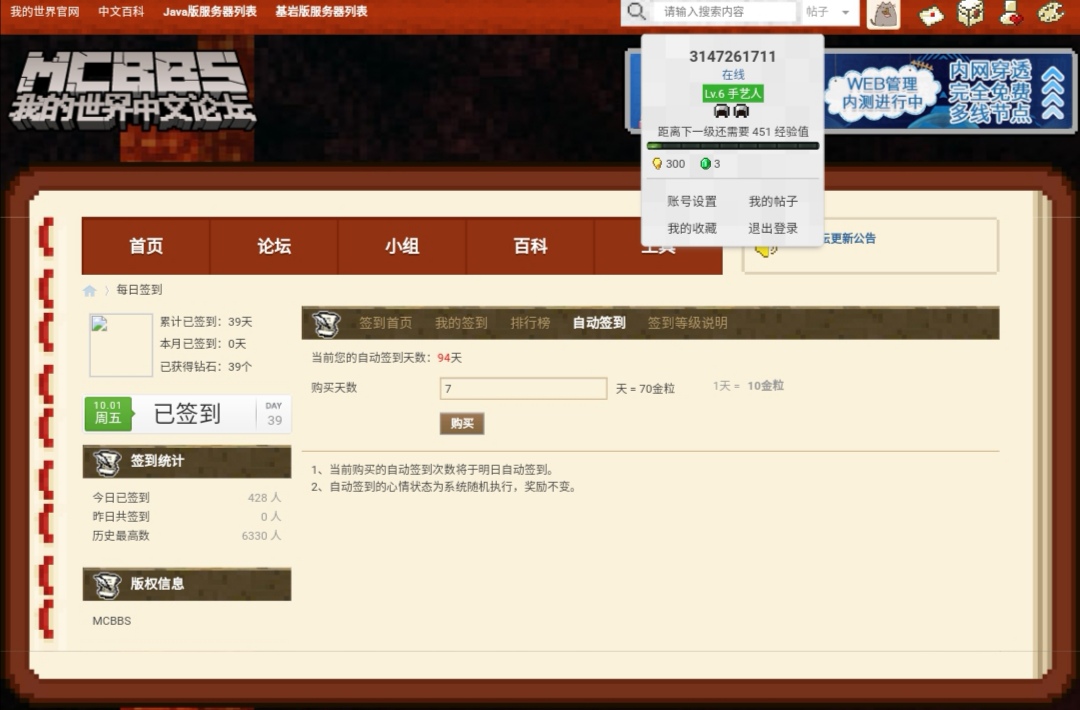 我的世界官网 中文百科 Java版服务器列表 基岩版服务器列表
请输入搜索内容 帖子
MCBBS
我的世界中文论坛
3147261711
在线
Lv.6 手艺人
距离下一级还需要 451 经验值
300 3
账号设置 我的帖子
我的收藏 退出登录
WEB管理
内测进行中
内网穿透
完全免费
多线节点
首页 论坛 小组 百科 工具
坛更新公告
每日签到
累计已签到：39天
本月已签到：0天
已获得钻石：39个
10.01
周五
已签到
DAY
39
签到统计
今日已签到 428 人
昨日共签到 0 人
历史最高数 6330 人
版权信息
MCBBS
签到首页 我的签到 排行榜 自动签到 签到等级说明
当前您的自动签到天数：94天
购买天数 7 天 = 70金粒 1天 = 10金粒
购买
1、当前购买的自动签到次数将于明日自动签到。
2、自动签到的心情状态为系统随机执行，奖励不变。